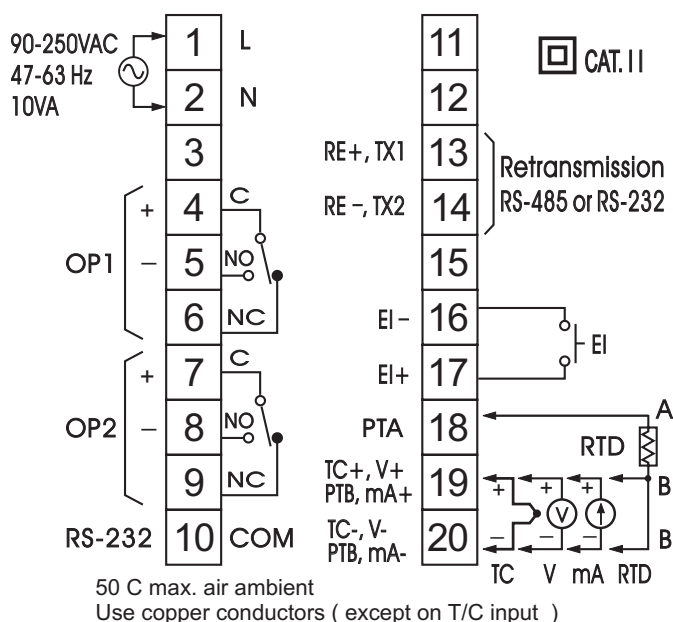 90-250VAC
47-63 Hz
10VA
1 L
2 N
3
OP1
+ 4 C
− 5 NO
6 NC
OP2
+ 7 C
− 8 NO
9 NC
RS-232 10 COM
11
12
RE+, TX1 13
RE −, TX2 14
Retransmission
RS-485 or RS-232
15
EI − 16
EI+ 17
EI
PTA 18
TC+, V+
PTB, mA+ 19
TC-, V-
PTB, mA- 20
CAT. II
A
RTD
B
B
+ + +
V
− − −
TC V mA RTD
50 C max. air ambient
Use copper conductors ( except on T/C input )